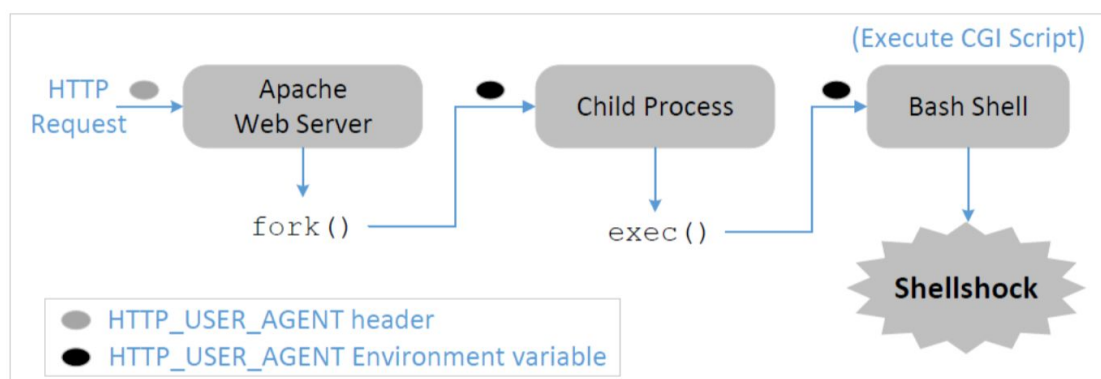 (Execute CGI Script)
HTTP
Request
Apache
Web Server
Child Process
Bash Shell
fork()
exec()
Shellshock
HTTP_USER_AGENT header
HTTP_USER_AGENT Environment variable